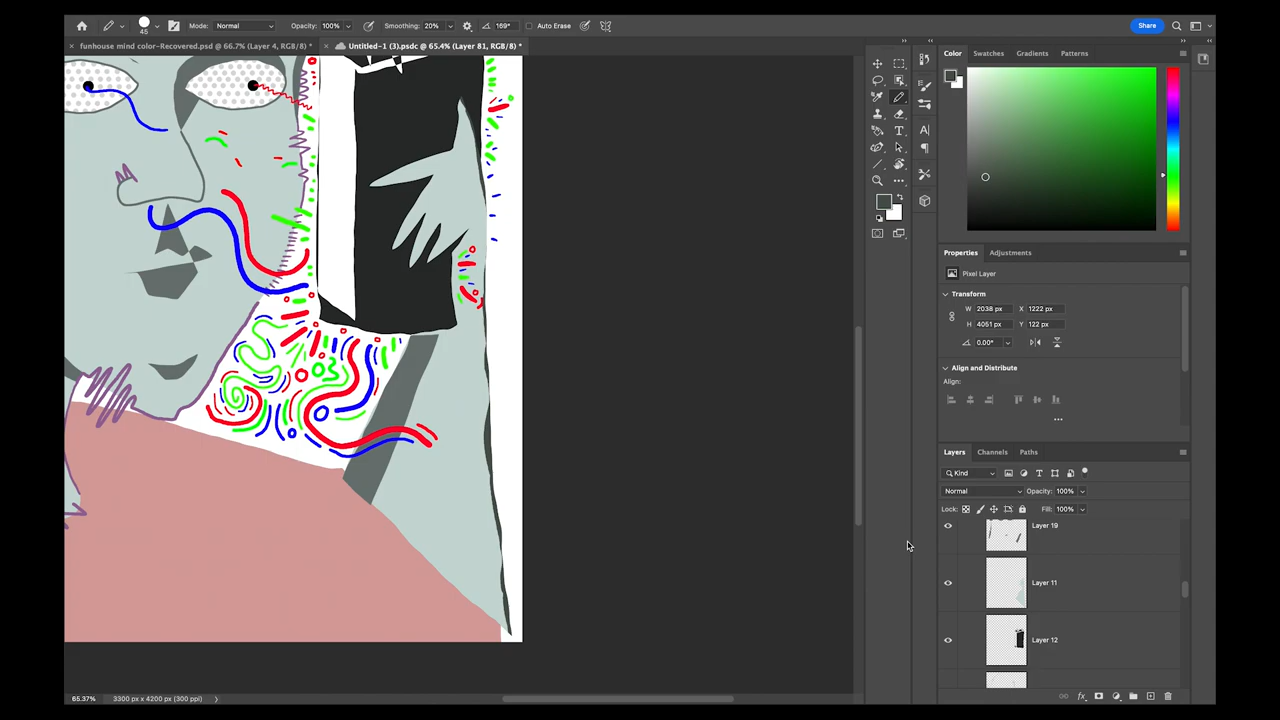 45
Mode: Normal
Opacity: 100%
Smoothing: 20%
169°
Auto Erase
Share
funhouse mind color-Recovered.psd @ 66.7% (Layer 4, RGB/8) *
Untitled-1 (3).psdc @ 65.4% (Layer 81, RGB/8) *
Color
Swatches
Gradients
Patterns
Properties
Adjustments
Pixel Layer
Transform
W 2038 px
X 1222 px
H 4051 px
Y 122 px
0.00°
Align and Distribute
Align:
Layers
Channels
Paths
Kind
Normal
Opacity: 100%
Lock:
Fill: 100%
Layer 19
Layer 11
Layer 12
65.37%
3300 px x 4200 px (300 ppi)